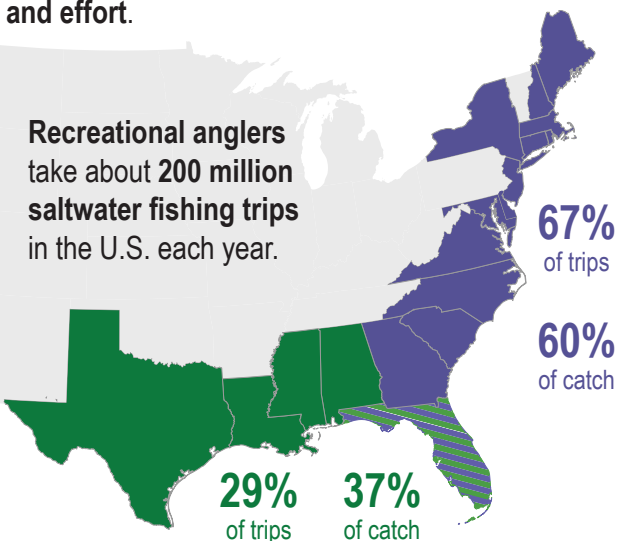 and effort.
Recreational anglers
take about 200 million
saltwater fishing trips
in the U.S. each year.
67%
of trips
60%
of catch
29%
of trips
37%
of catch